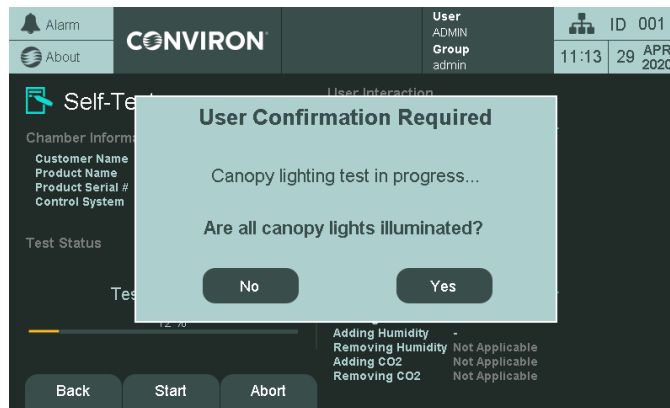 Alarm
About
CONVIRON
User
ADMIN
Group
admin
ID 001
11:13 29 APR 2020
Self-Te
User Interaction
Chamber Informa
Customer Name
Product Name
Product Serial #
Control System
Test Status
Tes
12 %
User Confirmation Required
Canopy lighting test in progress...
Are all canopy lights illuminated?
No Yes
Adding Humidity -
Removing Humidity Not Applicable
Adding CO2 Not Applicable
Removing CO2 Not Applicable
Back Start Abort